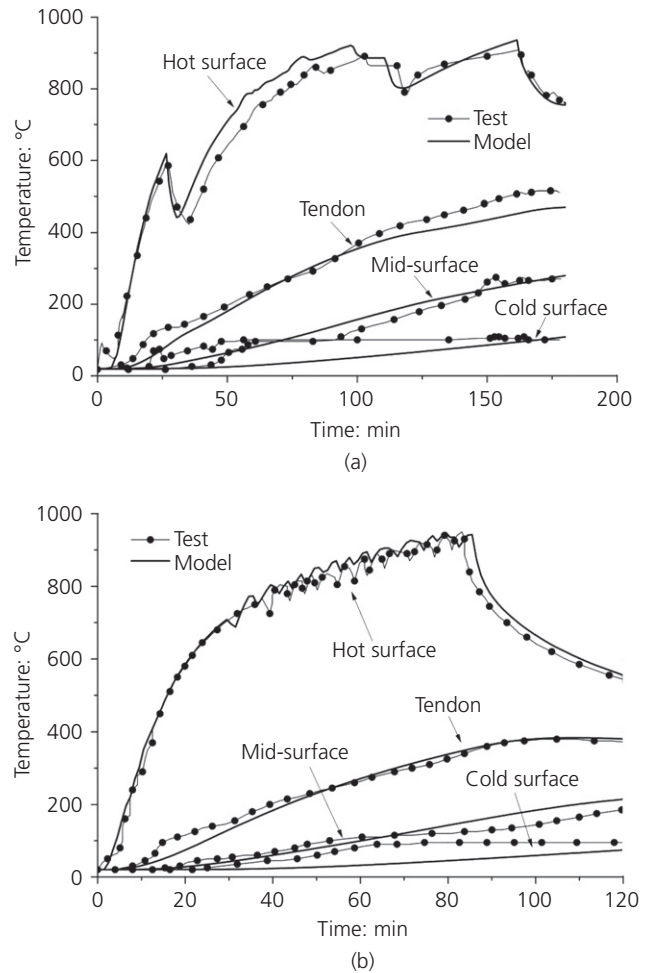 1000
800
600
400
200
0
Temperature: °C
Hot surface
Test
Model
Tendon
Mid-surface
Cold surface
0 50 100 150 200
Time: min
(a)
1000
800
600
400
200
0
Temperature: °C
Test
Model
Hot surface
Tendon
Mid-surface
Cold surface
0 20 40 60 80 100 120
Time: min
(b)